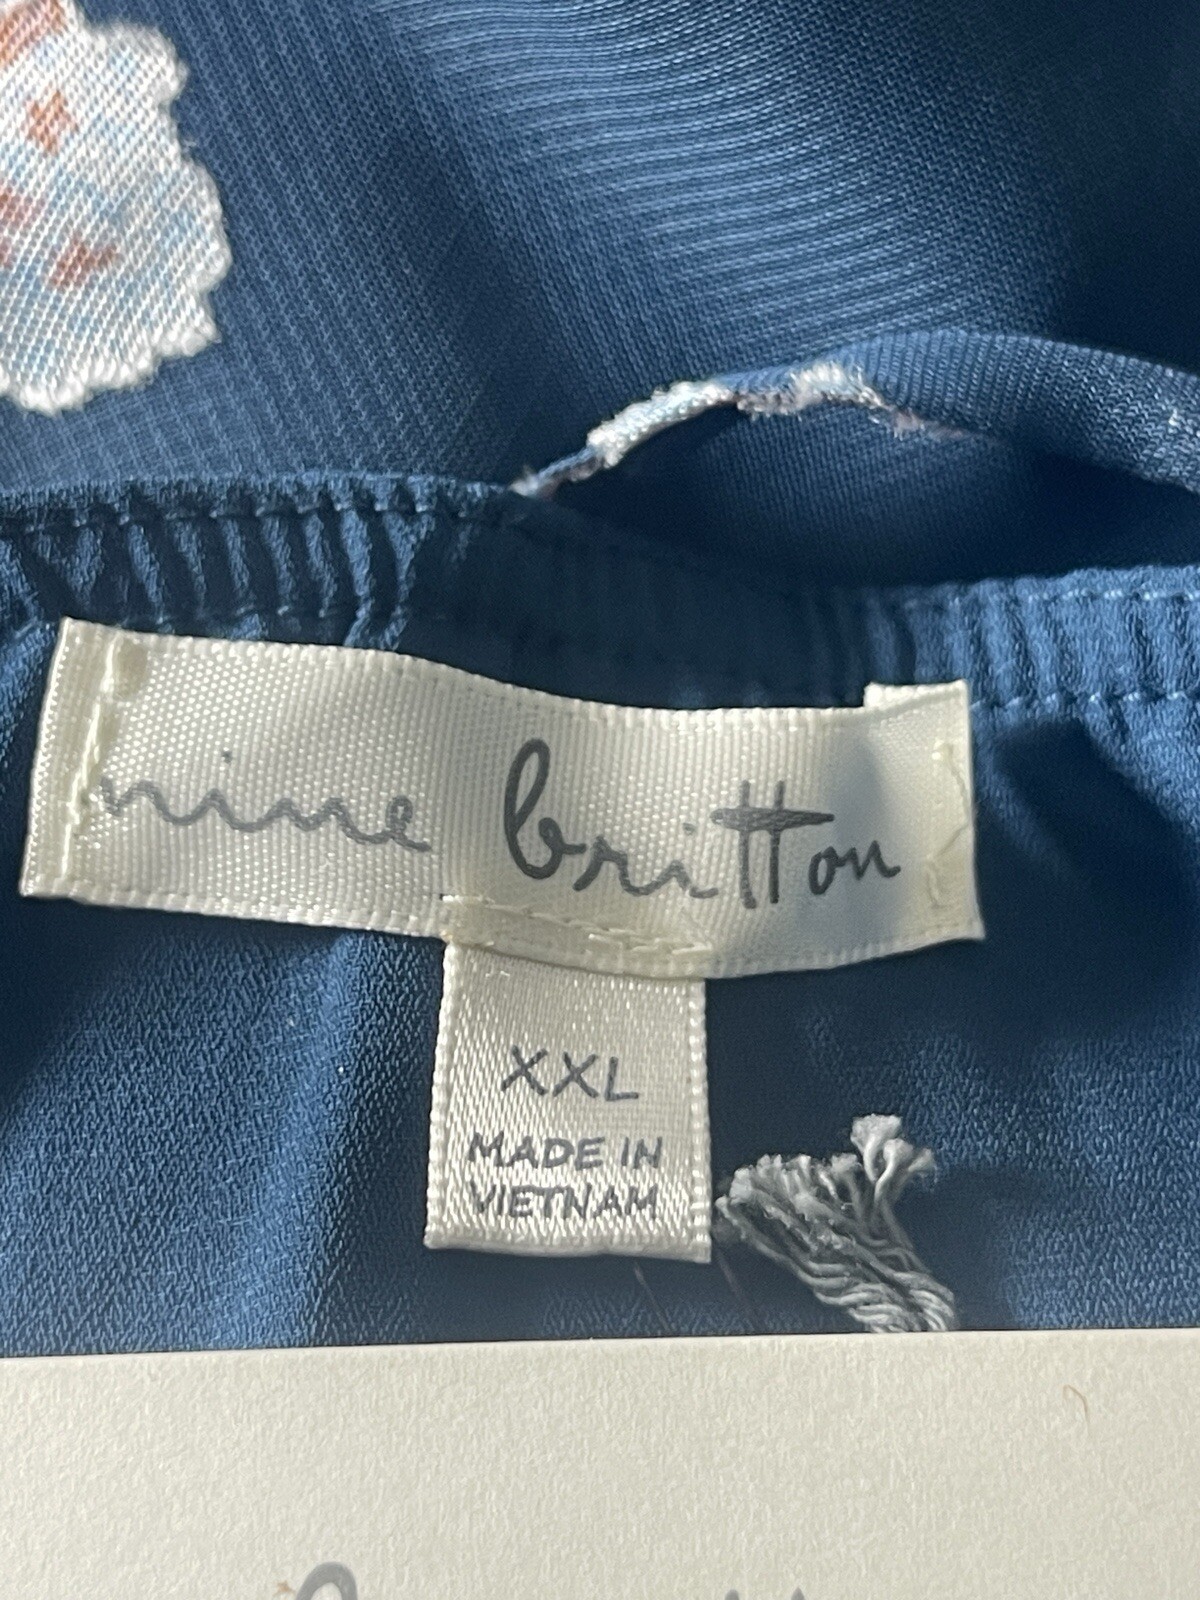 nine britton
XXL
MADE IN
VIETNAM